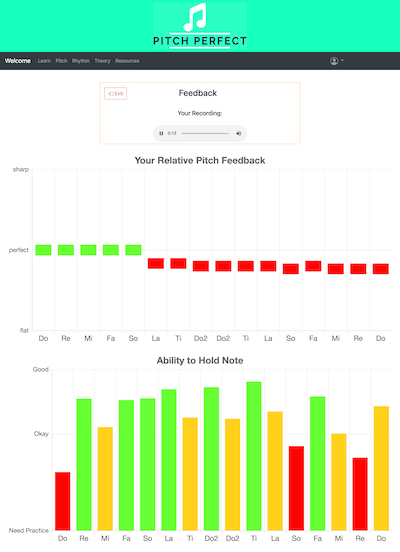 PITCH PERFECT
Welcome Learn Pitch Rhythm Theory Resources
Exit
Feedback
Your Recording:
0:13
Your Relative Pitch Feedback
sharp
perfect
flat
Do Re Mi Fa So La Ti Do2 Do2 Ti La So Fa Mi Re Do
Ability to Hold Note
Good
Okay
Need Practice
Do Re Mi Fa So La Ti Do2 Do2 Ti La So Fa Mi Re Do